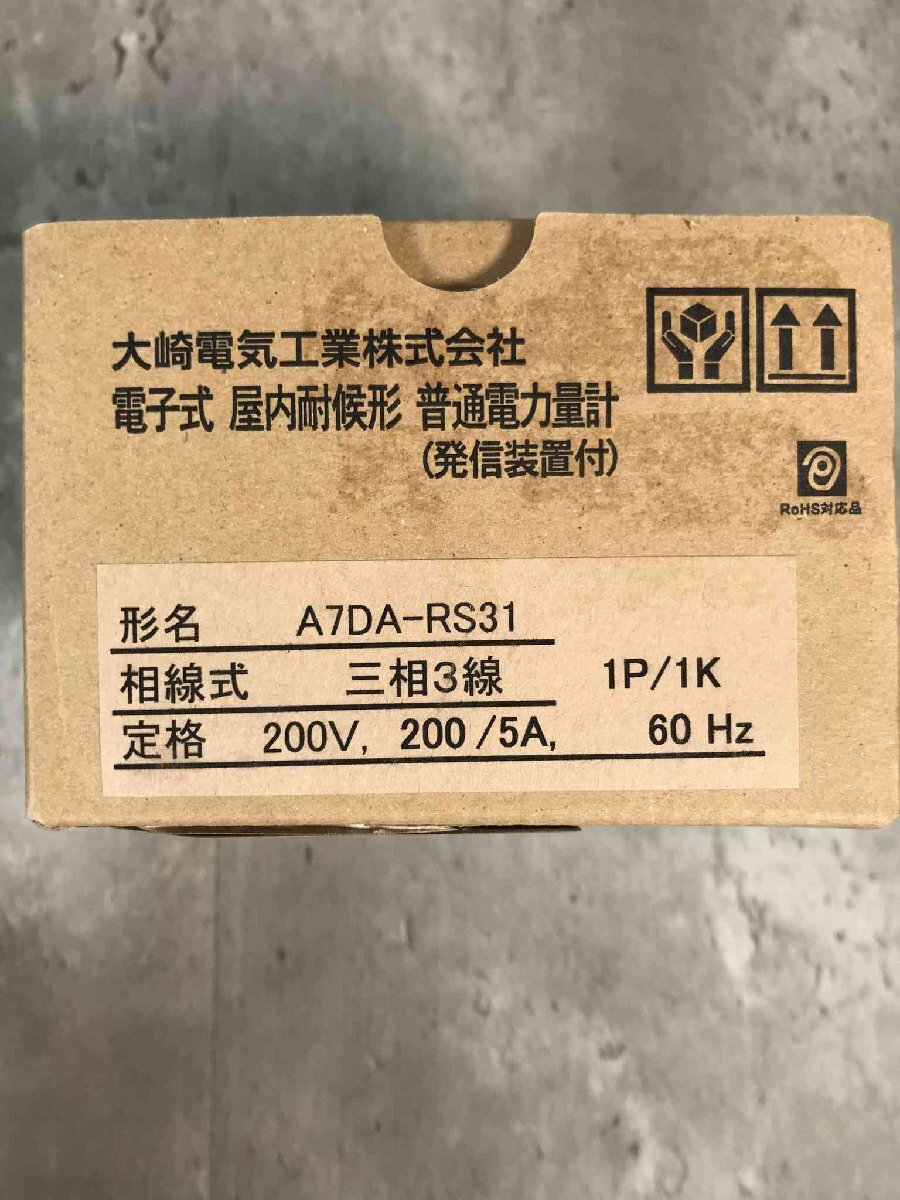 大崎電気工業株式会社
電子式 屋内耐候形 普通電力量計
(発信装置付)
RoHS対応品
形名 A7DA-RS31
相線式 三相3線 1P/1K
定格 200V, 200/5A, 60 Hz